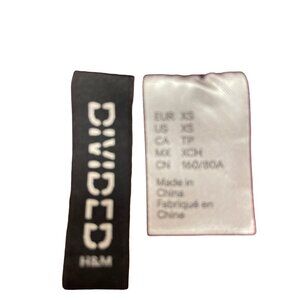 DIVIDED
H&M
EUR XS
US XS
CA TP
MX XCH
CN 160/80A
Made in
China
Fabriqué en
Chine